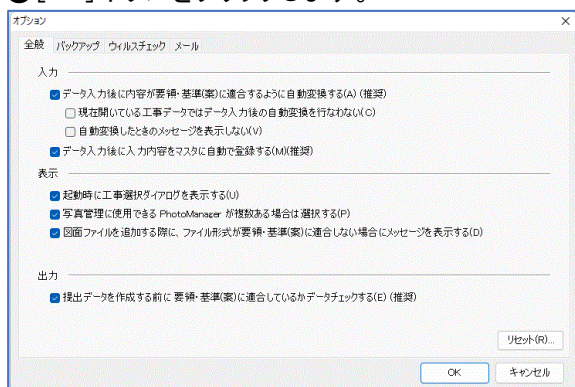 オプション
全般 バックアップ ウィルスチェック メール
入力
データ入力後に内容が要領・基準(案)に適合するように自動変換する(A) (推奨)
現在開いている工事データではデータ入力後の自動変換を行なわない(C)
自動変換したときのメッセージを表示しない(V)
データ入力後に入力内容をマスタに自動で登録する(M)(推奨)
表示
起動時に工事選択ダイアログを表示する(U)
写真管理に使用できる PhotoManager が複数ある場合は選択する(P)
図面ファイルを追加する際に、ファイル形式が要領・基準(案)に適合しない場合にメッセージを表示する(D)
出力
提出データを作成する前に要領・基準(案)に適合しているかデータチェックする(E) (推奨)
リセット(R)...
OK キャンセル